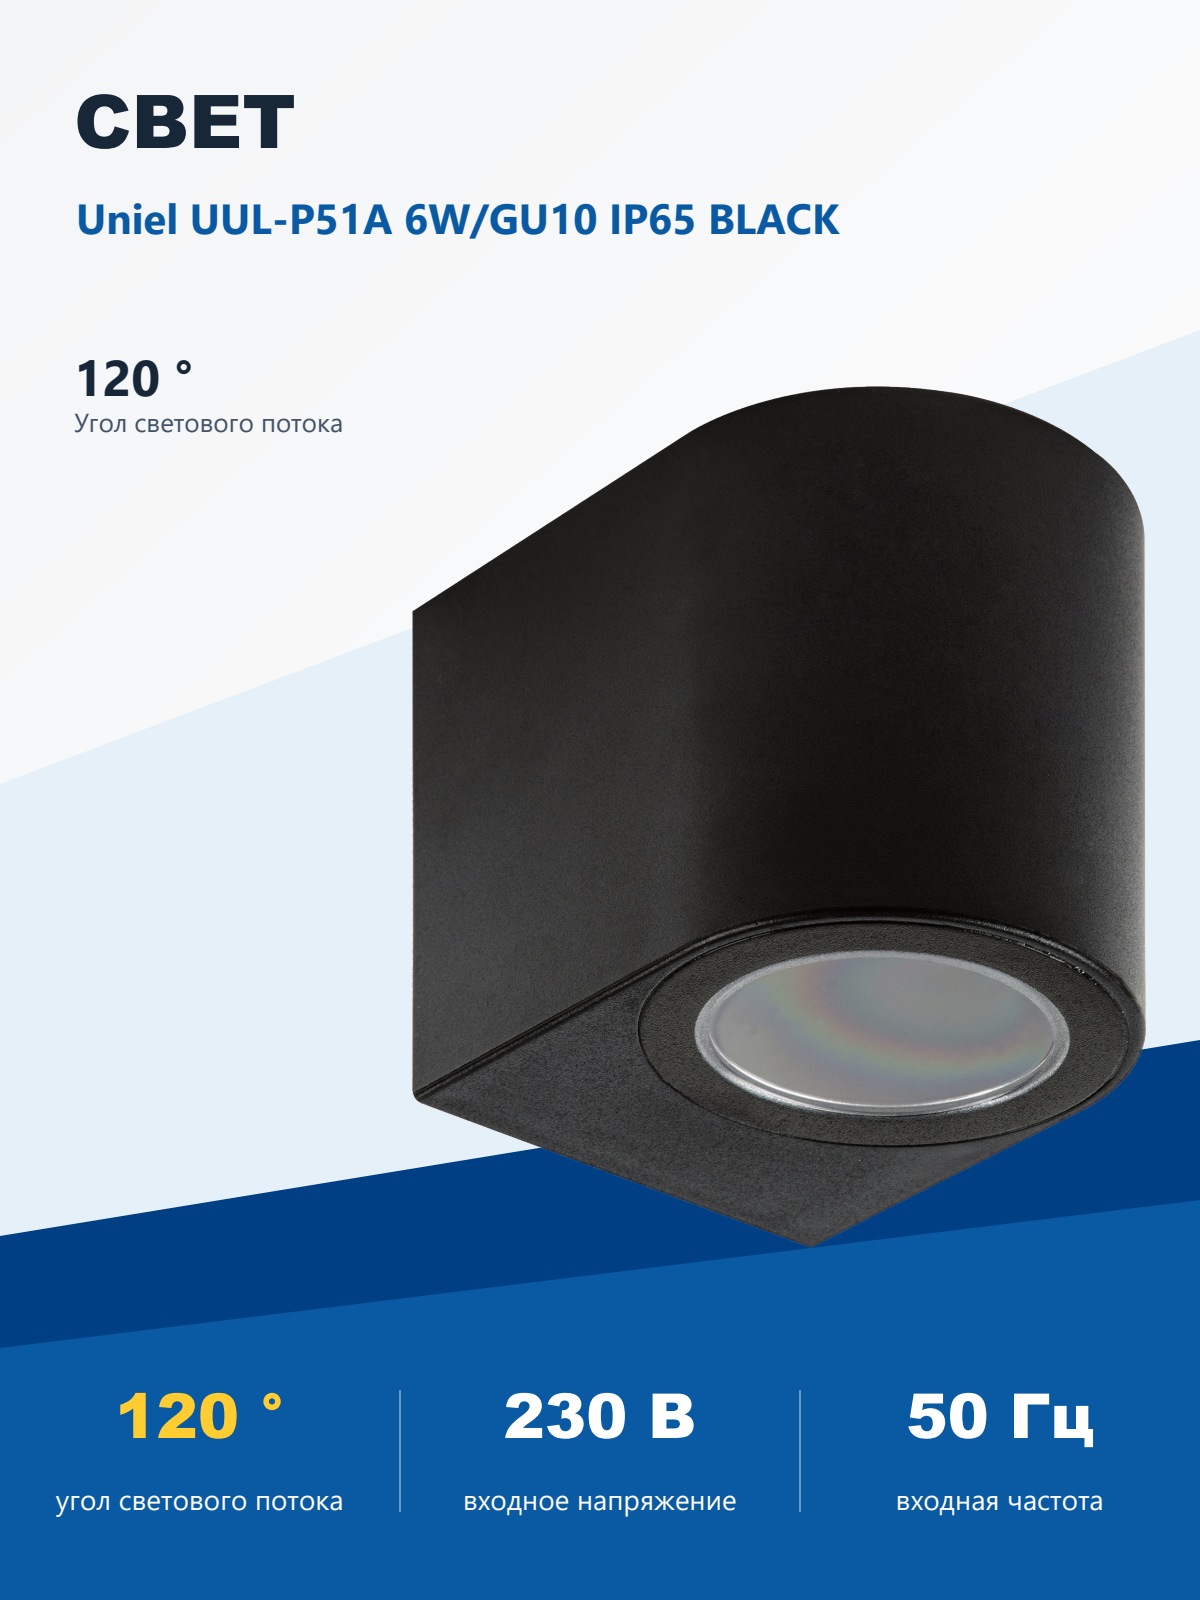 СВЕТ
Uniel UUL-P51A 6W/GU10 IP65 BLACK
120 °
Угол светового потока
120 °
230 В
50 Гц
угол светового потока
входное напряжение
входная частота